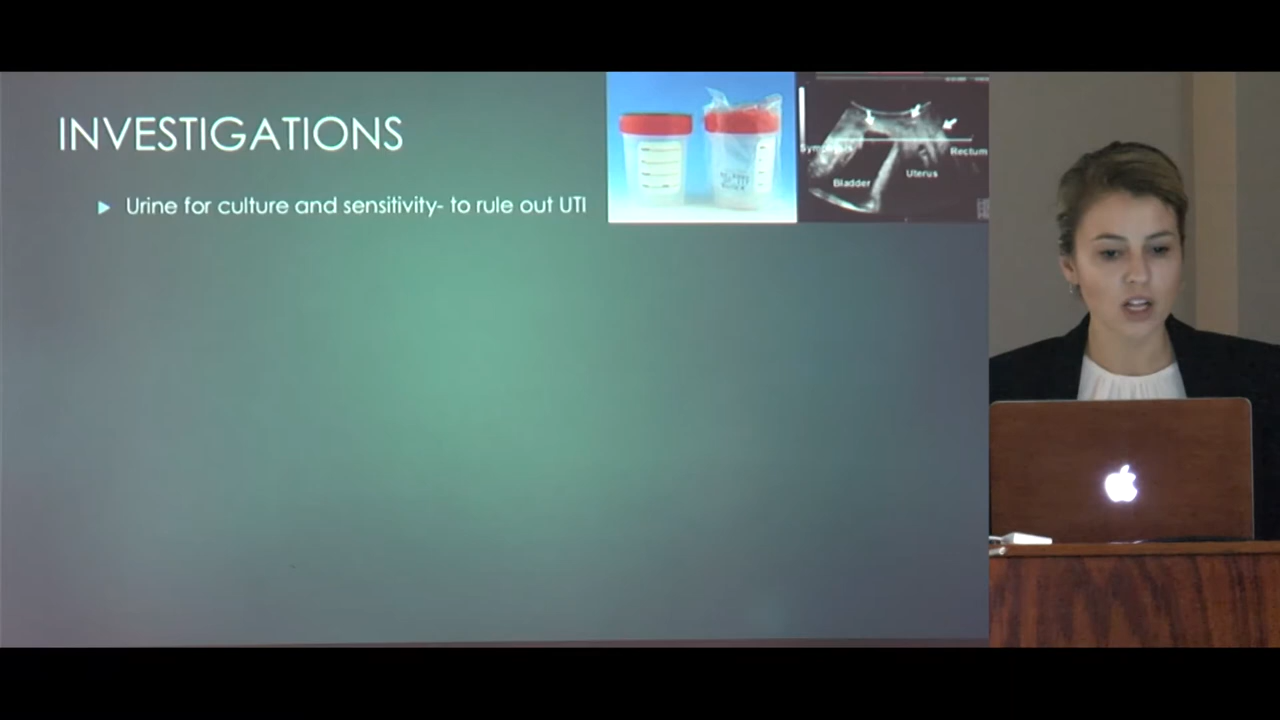 INVESTIGATIONS
Urine for culture and sensitivity- to rule out UTI
Rectum
Uterus
Bladder